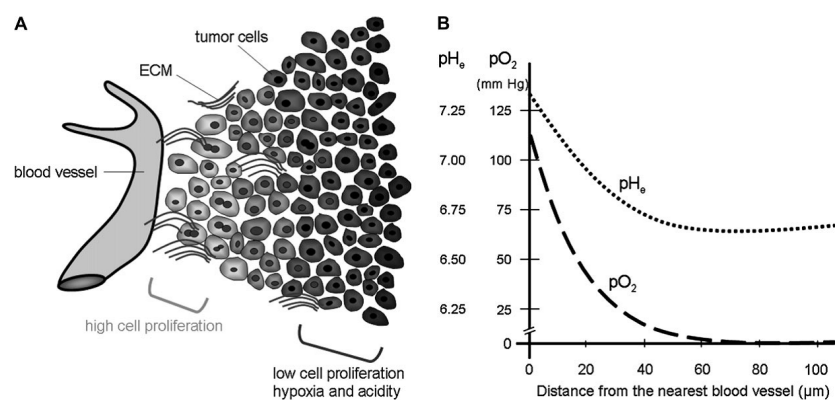 A
tumor cells
ECM
blood vessel
high cell proliferation
low cell proliferation
hypoxia and acidity
B
pHe pO2
(mm Hg)
7.25 125
7.00 100
6.75 75
6.50 50
6.25 25
0
pHe
pO2
0 20 40 60 80 100
Distance from the nearest blood vessel (µm)